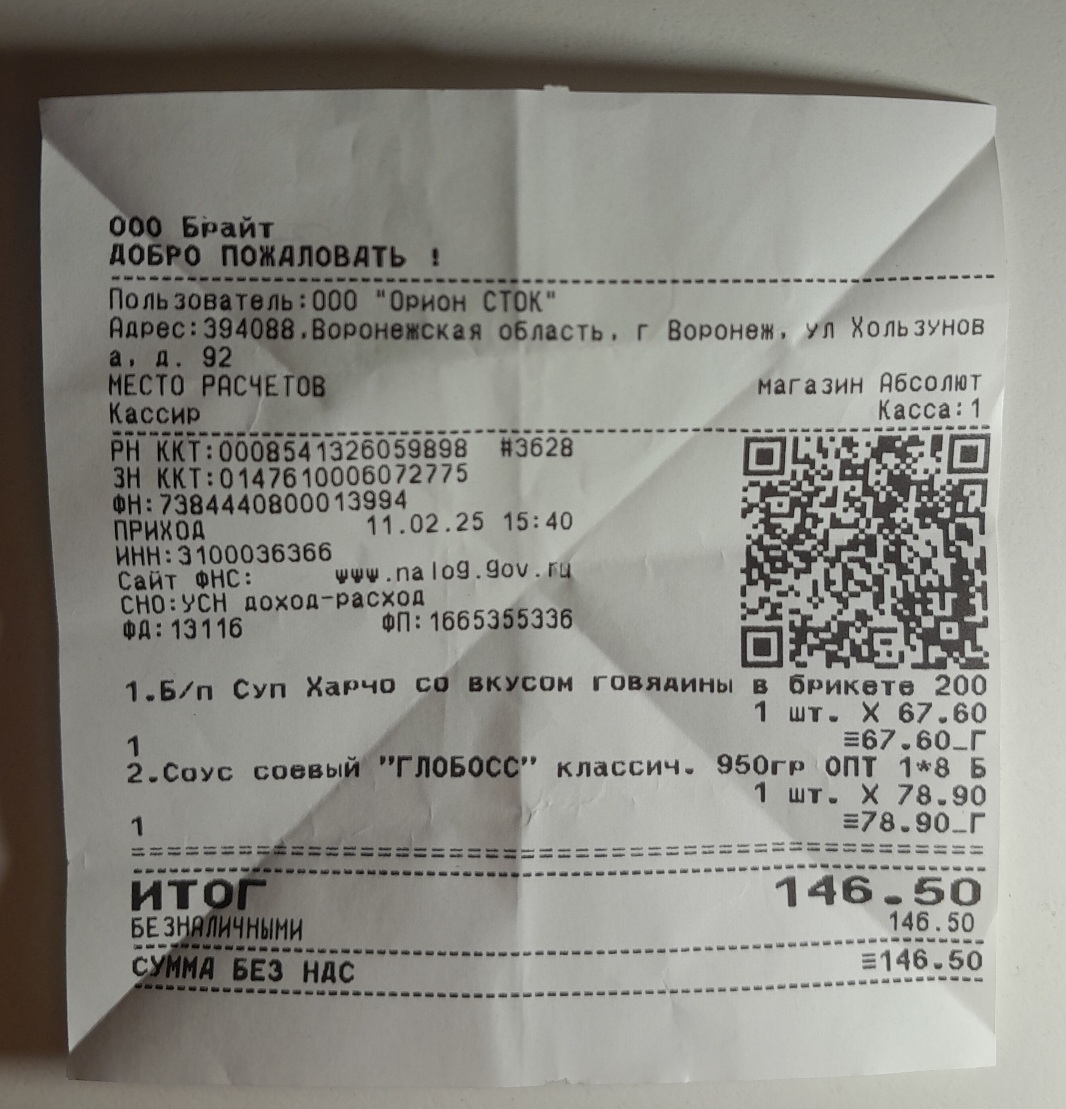 ООО Брайт
ДОБРО ПОЖАЛОВАТЬ !
Пользователь:ООО "Орион СТОК"
Адрес:394088,Воронежская область, г Воронеж, ул Хользунов
а, д. 92
МЕСТО РАСЧЕТОВ магазин Абсолют
Кассир Касса:1
РН ККТ:0008541326059898 #3628
ЗН ККТ:0147610006072775
ФН:7384440800013994
ПРИХОД 11.02.25 15:40
ИНН:3100036366
Сайт ФНС: www.nalog.gov.ru
СНО:УСН доход-расход
ФД:13116 ФП:1665355336
1.Б/п Суп Харчо со вкусом говядины в брикете 200
1 шт. X 67.60
1 ≡67.60_Г
2.Соус соевый "ГЛОБОСС" классич. 950гр ОПТ 1*8 Б
1 шт. X 78.90
1 ≡78.90_Г
ИТОГ 146.50
БЕЗНАЛИЧНЫМИ 146.50
СУММА БЕЗ НДС ≡146.50